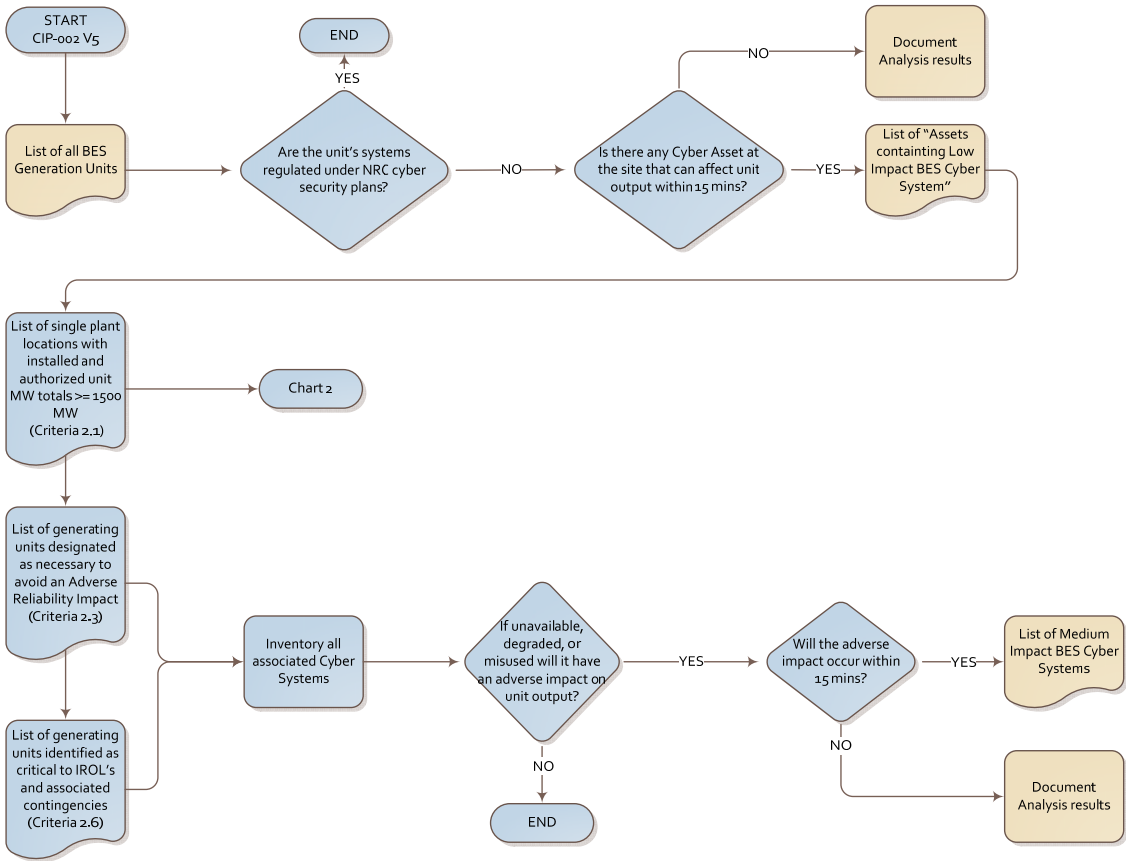 START
CIP-002 V5
END
YES
Document
Analysis results
NO
List of all BES
Generation Units
Are the unit's systems
regulated under NRC cyber
security plans?
NO
Is there any Cyber Asset at
the site that can affect unit
output within 15 mins?
YES
List of "Assets
containting Low
Impact BES Cyber
System"
List of single plant
locations with
installed and
authorized unit
MW totals >= 1500
MW
(Criteria 2.1)
Chart 2
List of generating
units designated
as necessary to
avoid an Adverse
Reliability Impact
(Criteria 2.3)
List of generating
units identified as
critical to IROL's
and associated
contingencies
(Criteria 2.6)
Inventory all
associated Cyber
Systems
If unavailable,
degraded, or
misused will it have
an adverse impact on
unit output?
YES
NO
END
Will the adverse
impact occur within
15 mins?
YES
List of Medium
Impact BES Cyber
Systems
NO
Document
Analysis results